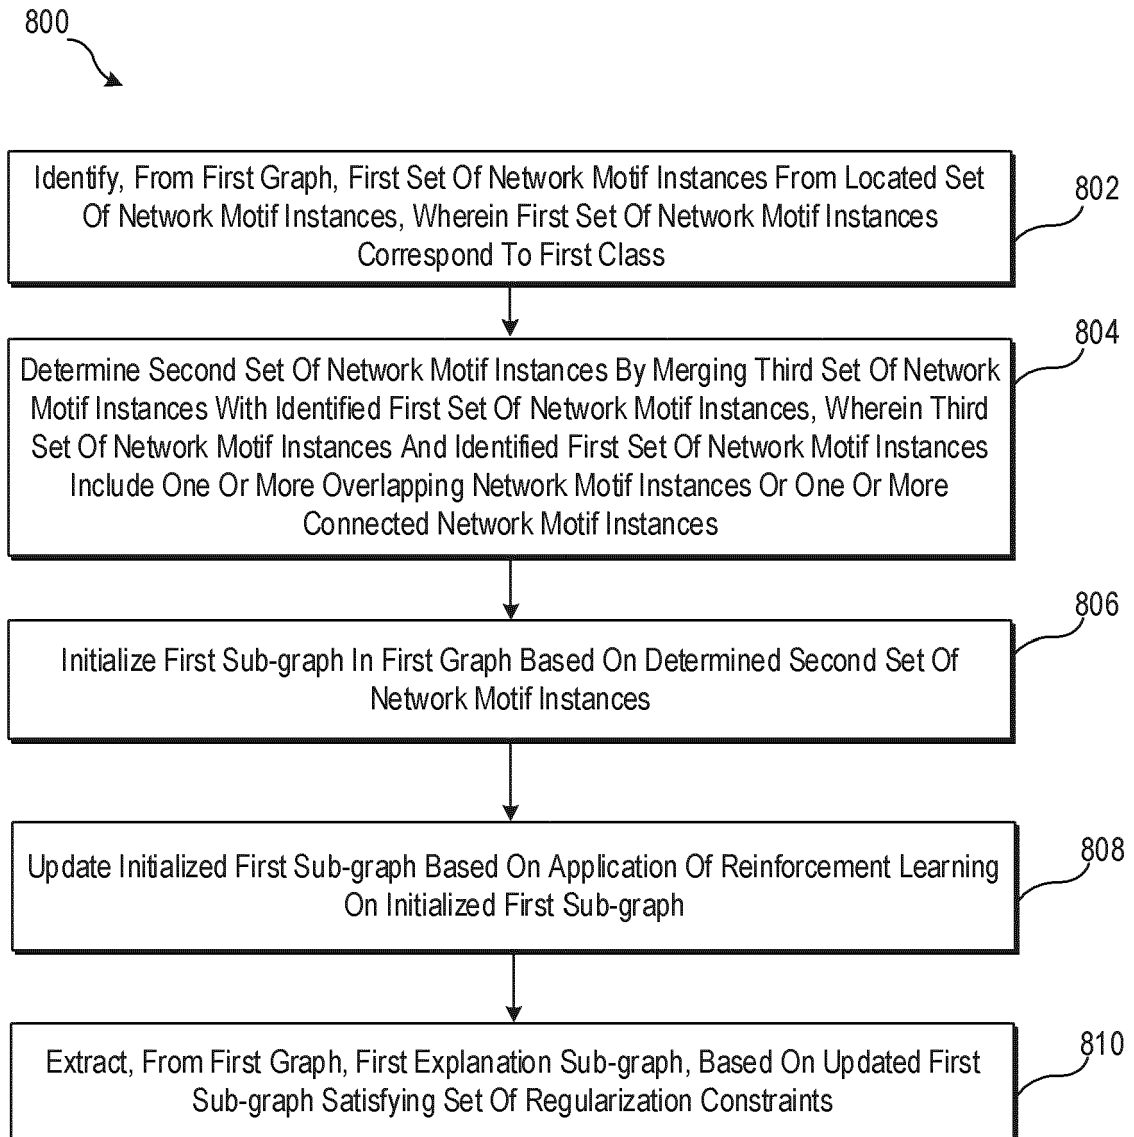 800
Identify, From First Graph, First Set Of Network Motif Instances From Located Set
Of Network Motif Instances, Wherein First Set Of Network Motif Instances
Correspond To First Class
802
Determine Second Set Of Network Motif Instances By Merging Third Set Of Network
Motif Instances With Identified First Set Of Network Motif Instances, Wherein Third
Set Of Network Motif Instances And Identified First Set Of Network Motif Instances
Include One Or More Overlapping Network Motif Instances Or One Or More
Connected Network Motif Instances
804
Initialize First Sub-graph In First Graph Based On Determined Second Set Of
Network Motif Instances
806
Update Initialized First Sub-graph Based On Application Of Reinforcement Learning
On Initialized First Sub-graph
808
Extract, From First Graph, First Explanation Sub-graph, Based On Updated First
Sub-graph Satisfying Set Of Regularization Constraints
810